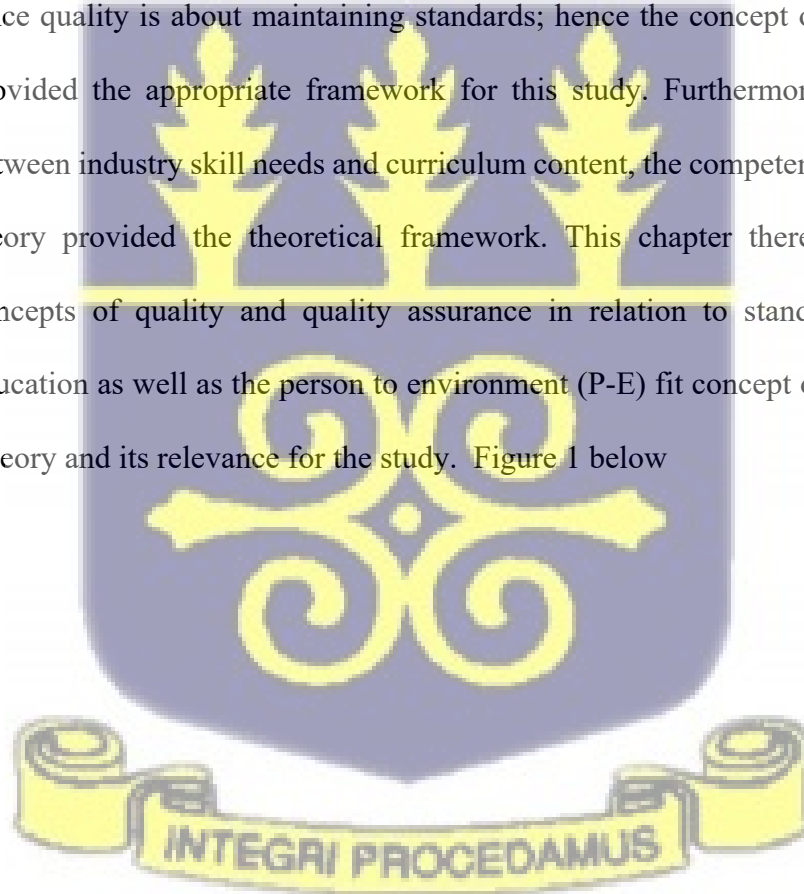 ce quality is about maintaining standards; hence the concept
vided the appropriate framework for this study. Furthermor
tween industry skill needs and curriculum content, the competen
eory provided the theoretical framework. This chapter there
ncepts of quality and quality assurance in relation to stand
ucation as well as the person to environment (P-E) fit concept
eory and its relevance for the study. Figure 1 below
INTEGRI PROCEDAMUS